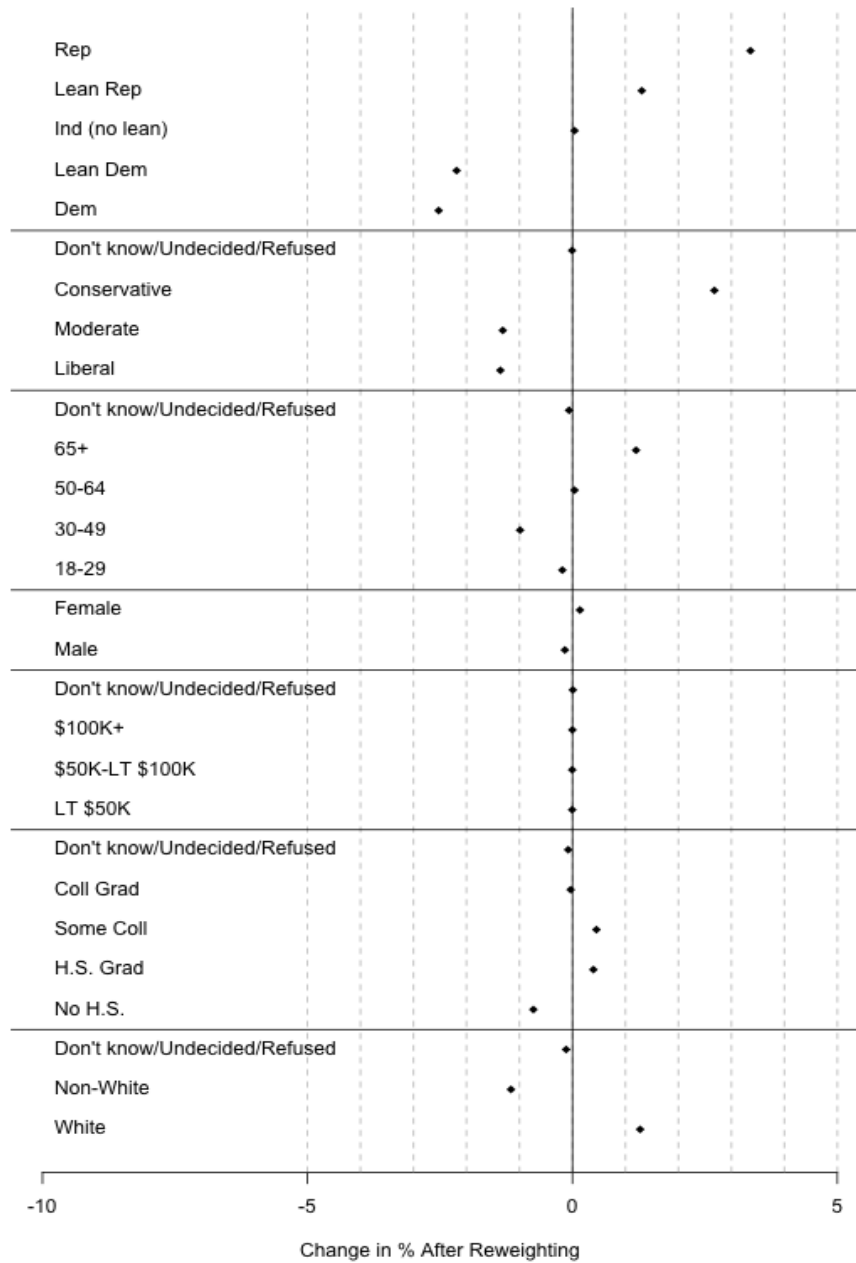 Rep
Lean Rep
Ind (no lean)
Lean Dem
Dem
Don't know/Undecided/Refused
Conservative
Moderate
Liberal
Don't know/Undecided/Refused
65+
50-64
30-49
18-29
Female
Male
Don't know/Undecided/Refused
$100K+
$50K-LT $100K
LT $50K
Don't know/Undecided/Refused
Coll Grad
Some Coll
H.S. Grad
No H.S.
Don't know/Undecided/Refused
Non-White
White
-10 -5 0 5
Change in % After Reweighting